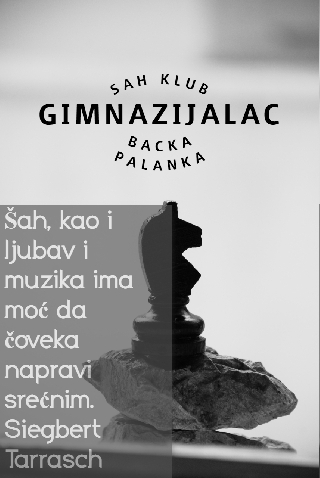 SAH KLUB
GIMNAZIJALAC
BACKA
PALANKA
Šah, kao i
ljubav i
muzika ima
moć da
čoveka
napravi
srećnim.
Siegbert
Tarrasch